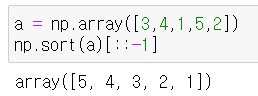 a = np.array([3,4,1,5,2])
np.sort(a)[::-1]
array([5, 4, 3, 2, 1])